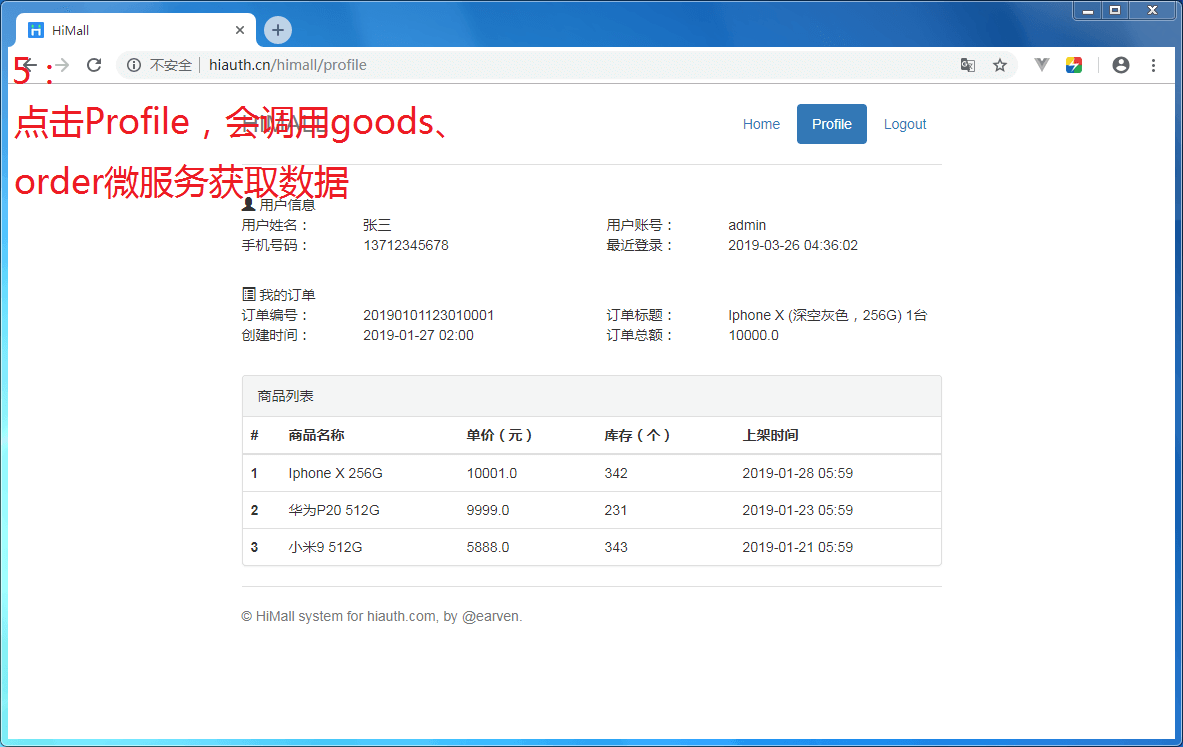 HiMall
不安全 hiauth.cn/himall/profile
5：
点击Profile，会调用goods、
order微服务获取数据
HiMALL
Home Profile Logout
用户信息
用户姓名： 张三 用户账号： admin
手机号码： 13712345678 最近登录： 2019-03-26 04:36:02
我的订单
订单编号： 20190101123010001 订单标题： Iphone X (深空灰色，256G) 1台
创建时间： 2019-01-27 02:00 订单总额： 10000.0
商品列表
# 商品名称 单价（元） 库存（个） 上架时间
1 Iphone X 256G 10001.0 342 2019-01-28 05:59
2 华为P20 512G 9999.0 231 2019-01-23 05:59
3 小米9 512G 5888.0 343 2019-01-21 05:59
© HiMall system for hiauth.com, by @earven.